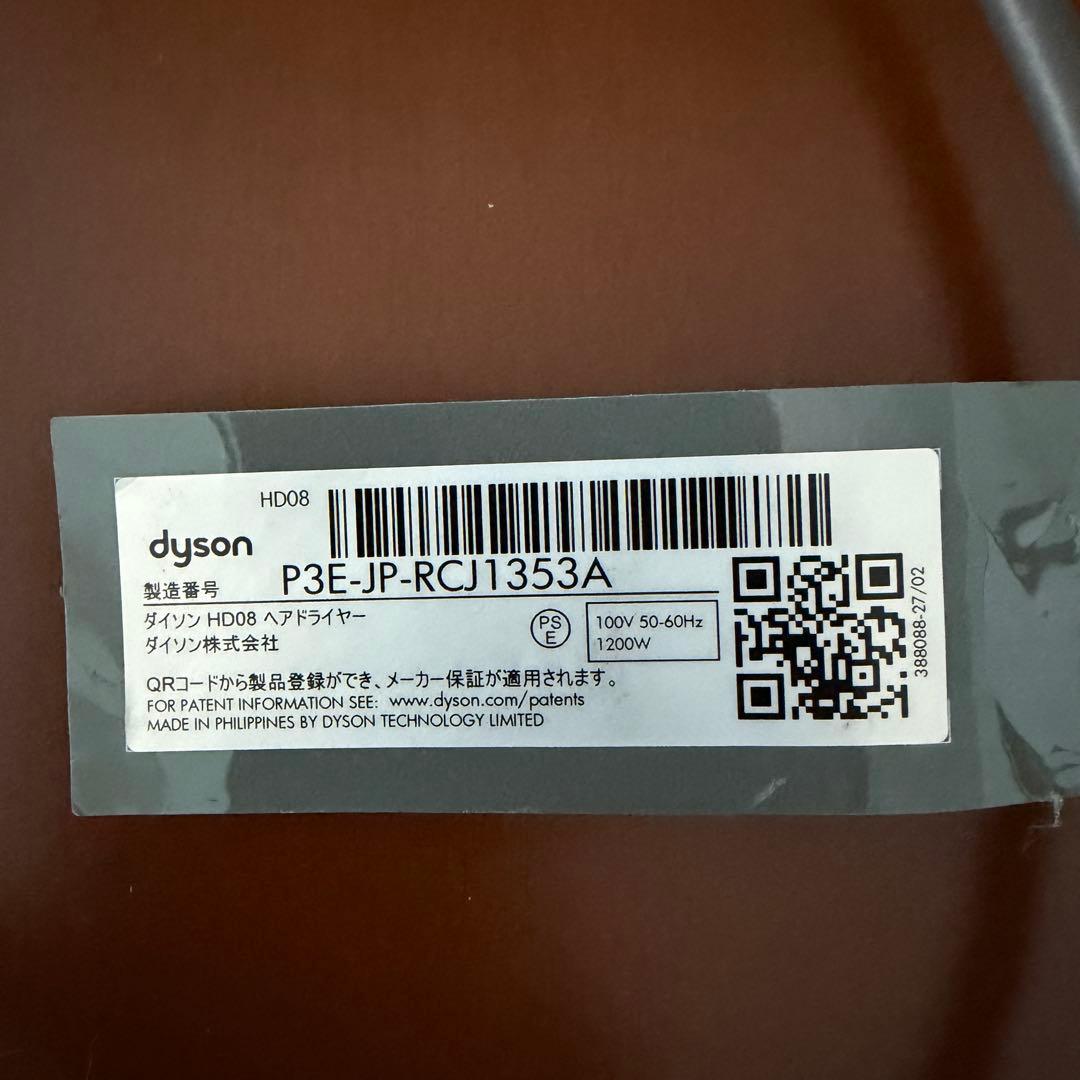 HD08
dyson
製造番号 P3E-JP-RCJ1353A
ダイソン HD08 ヘアドライヤー
ダイソン株式会社
PS
E
100V 50-60Hz
1200W
QRコードから製品登録ができ、メーカー保証が適用されます。
FOR PATENT INFORMATION SEE: www.dyson.com/patents
MADE IN PHILIPPINES BY DYSON TECHNOLOGY LIMITED
388088-27/02